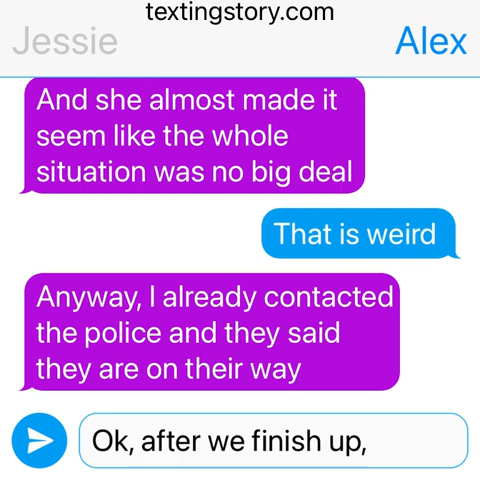 textingstory.com
Jessie
Alex
And she almost made it
seem like the whole
situation was no big deal
That is weird
Anyway, I already contacted
the police and they said
they are on their way
Ok, after we finish up,